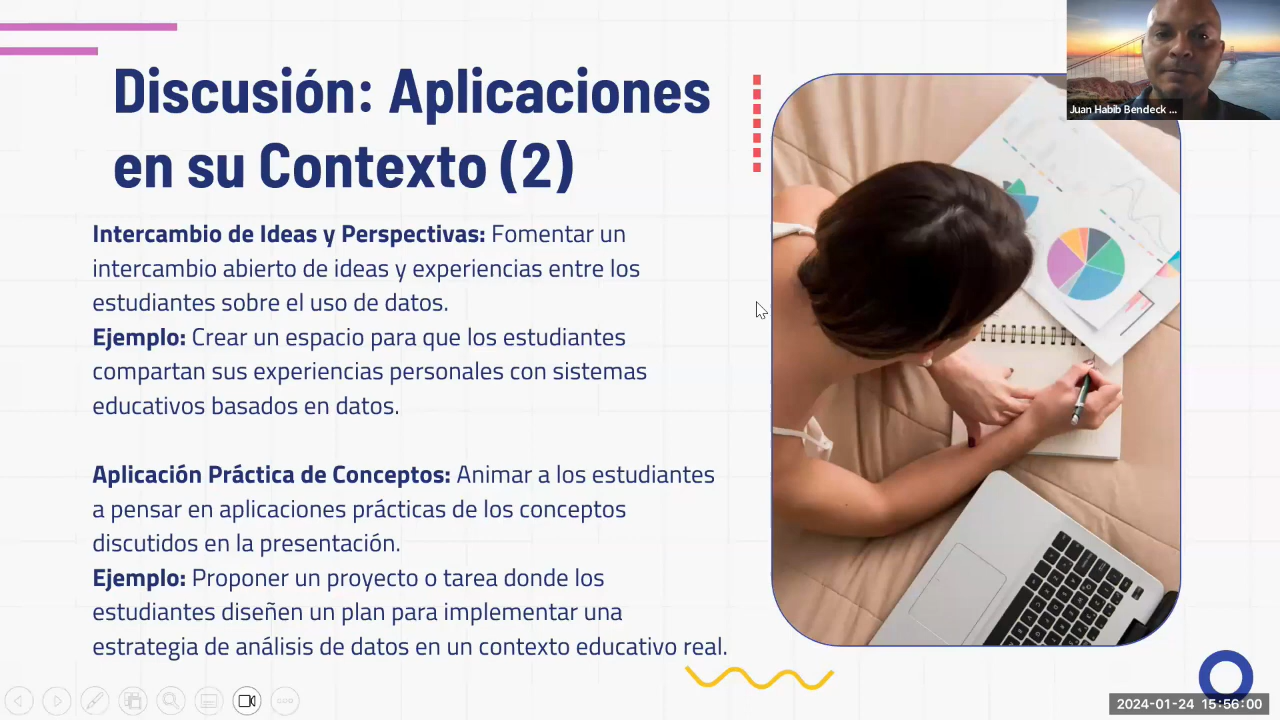 Discusión: Aplicaciones
en su Contexto (2)
Intercambio de Ideas y Perspectivas: Fomentar un
intercambio abierto de ideas y experiencias entre los
estudiantes sobre el uso de datos.
Ejemplo: Crear un espacio para que los estudiantes
compartan sus experiencias personales con sistemas
educativos basados en datos.
Aplicación Práctica de Conceptos: Animar a los estudiantes
a pensar en aplicaciones prácticas de los conceptos
discutidos en la presentación.
Ejemplo: Proponer un proyecto o tarea donde los
estudiantes diseñen un plan para implementar una
estrategia de análisis de datos en un contexto educativo real.
Juan Habib Bendeck ...
2024-01-24 15:56:00